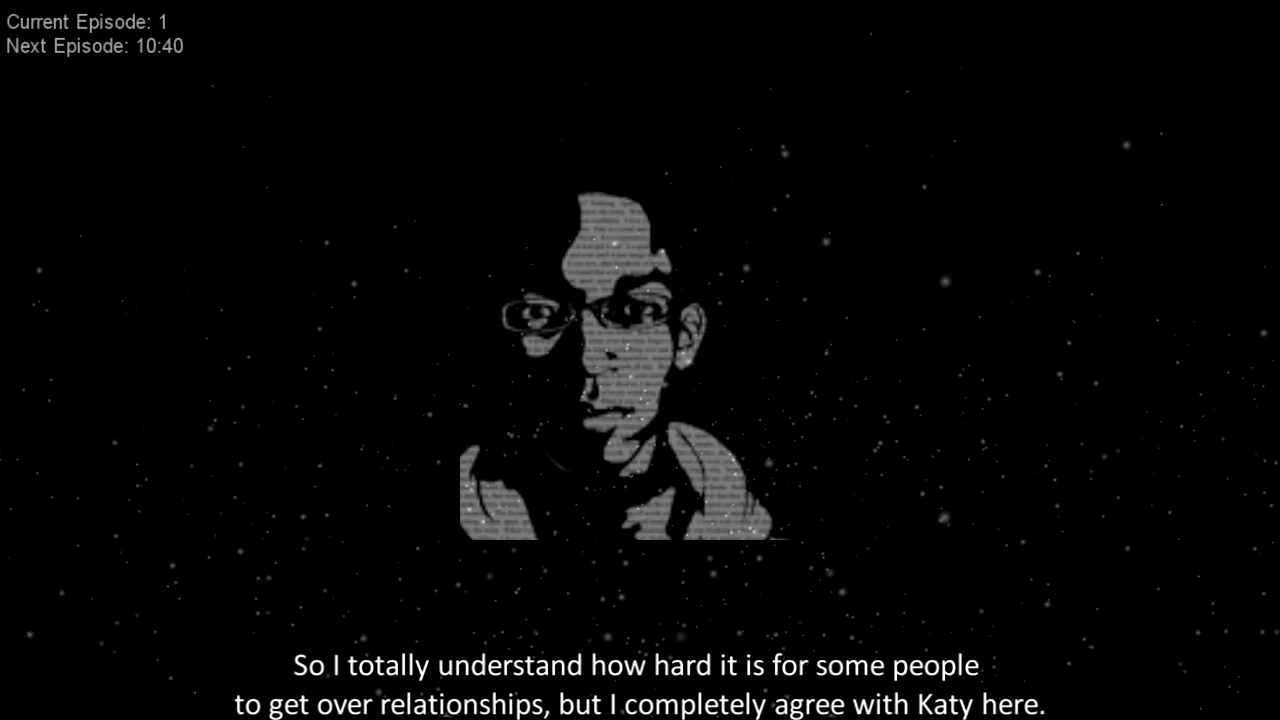 Current Episode: 1
Next Episode: 10:40
So I totally understand how hard it is for some people
to get over relationships, but I completely agree with Katy here.